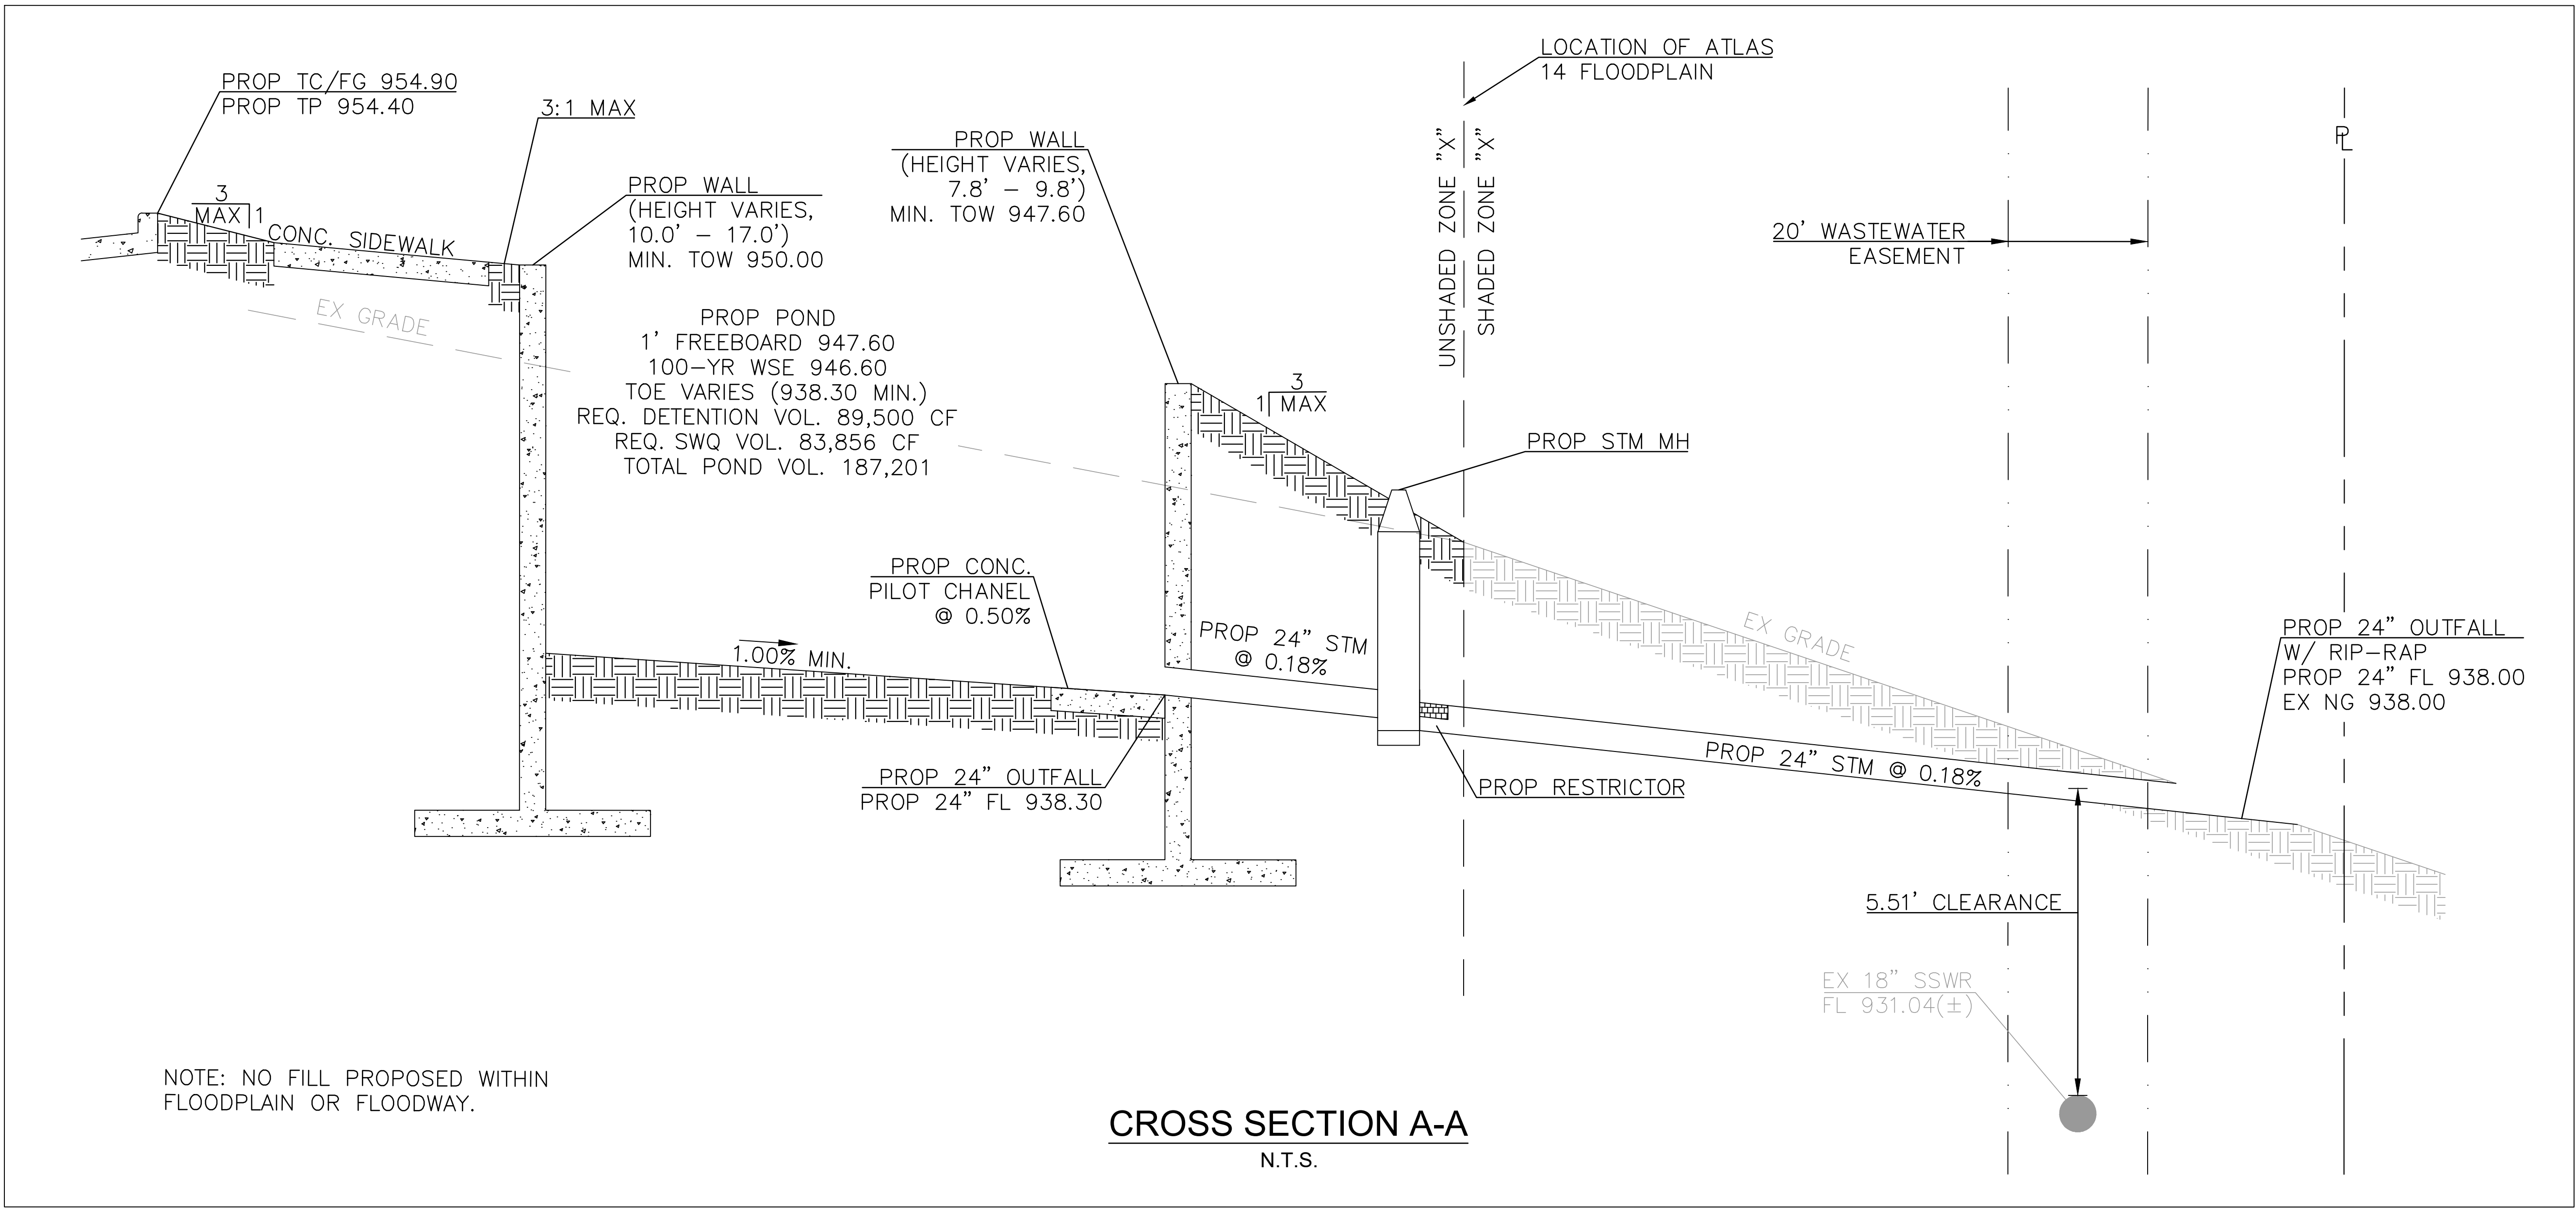 PROP TC/FG 954.90
PROP TP 954.40
3
MAX 1
CONC. SIDEWALK
3:1 MAX
PROP WALL
(HEIGHT VARIES,
10.0' - 17.0')
MIN. TOW 950.00
EX GRADE
PROP POND
1' FREEBOARD 947.60
100-YR WSE 946.60
TOE VARIES (938.30 MIN.)
REQ. DETENTION VOL. 89,500 CF
REQ. SWQ VOL. 83,856 CF
TOTAL POND VOL. 187,201
PROP WALL
(HEIGHT VARIES,
7.8' - 9.8')
MIN. TOW 947.60
3
1 MAX
LOCATION OF ATLAS
14 FLOODPLAIN
UNSHADED ZONE "X"
SHADED ZONE "X"
20' WASTEWATER
EASEMENT
PL
PROP STM MH
PROP CONC.
PILOT CHANEL
@ 0.50%
1.00% MIN.
PROP 24" STM
@ 0.18%
EX GRADE
PROP 24" OUTFALL
W/ RIP-RAP
PROP 24" FL 938.00
EX NG 938.00
PROP 24" OUTFALL
PROP 24" FL 938.30
PROP RESTRICTOR
PROP 24" STM @ 0.18%
5.51' CLEARANCE
EX 18" SSWR
FL 931.04(±)
NOTE: NO FILL PROPOSED WITHIN
FLOODPLAIN OR FLOODWAY.
CROSS SECTION A-A
N.T.S.